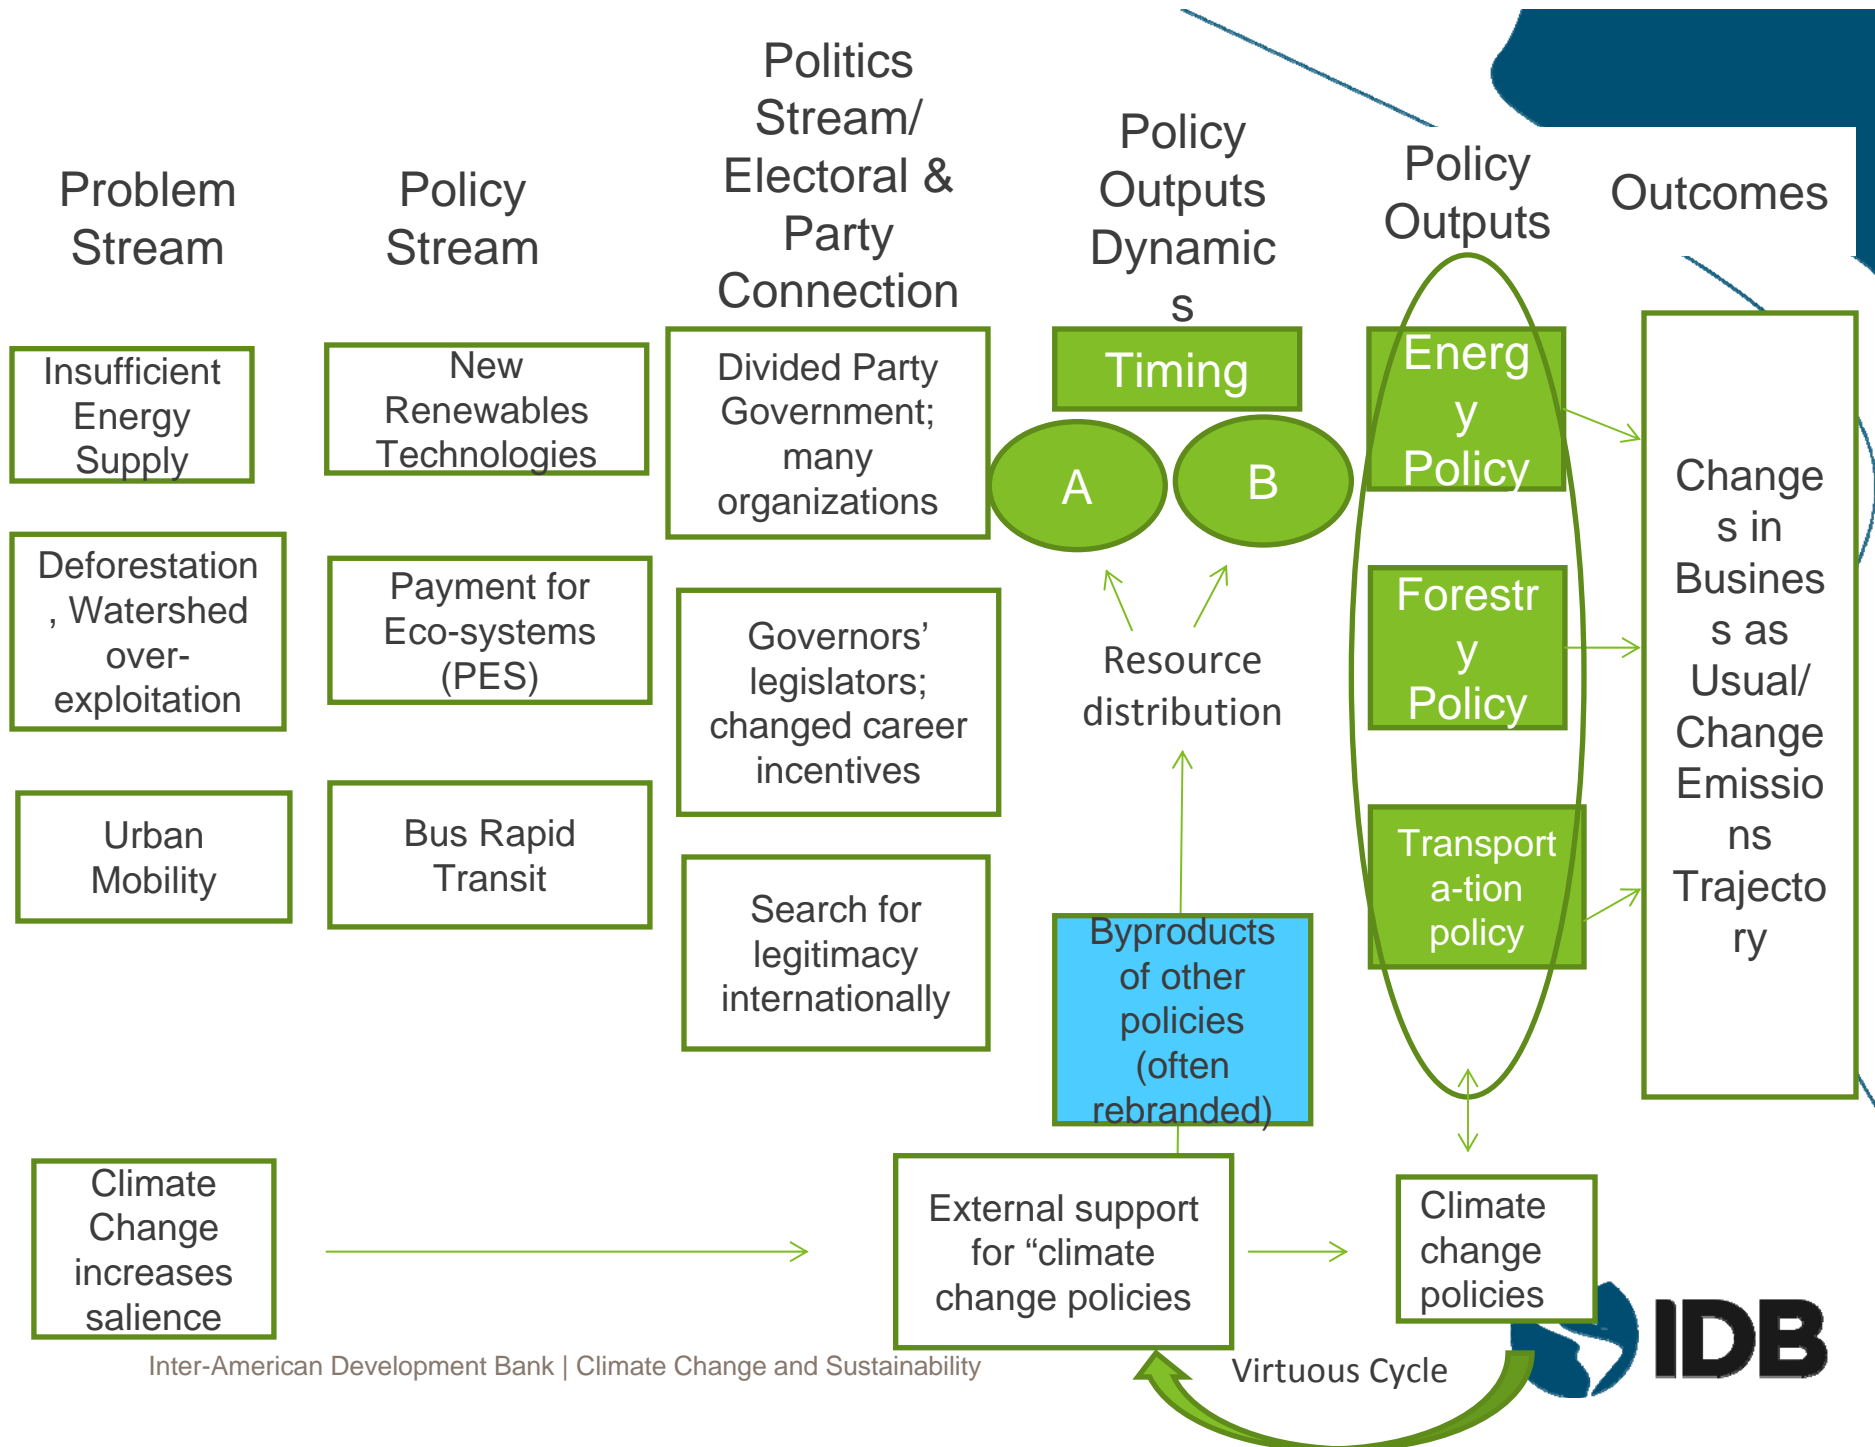 Problem
Stream
Policy
Stream
Politics
Stream/
Electoral &
Party
Connection
Policy
Outputs
Dynamic
s
Policy
Outputs
Outcomes
Insufficient
Energy
Supply
Deforestation
, Watershed
over-
exploitation
Urban
Mobility
New
Renewables
Technologies
Payment for
Eco-systems
(PES)
Bus Rapid
Transit
Divided Party
Government;
many
organizations
Governors’
legislators;
changed career
incentives
Search for
legitimacy
internationally
Timing
A
B
Resource
distribution
Byproducts
of other
policies
(often
rebranded)
Energ
y
Policy
Forestr
y
Policy
Transport
a-tion
policy
Change
s in
Busines
s as
Usual/
Change
Emissio
ns
Trajecto
ry
Climate
Change
increases
salience
External support
for “climate
change policies
Climate
change
policies
Virtuous Cycle
Inter-American Development Bank | Climate Change and Sustainability
IDB